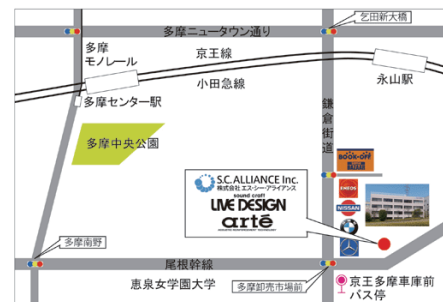 乞田新大橋
多摩ニュータウン通り
多摩
モノレール
京王線
小田急線
永山駅
多摩センター駅
鎌倉街道
多摩中央公園
BOOK-OFF
S.C.ALLIANCE Inc.
株式会社 エス・シー・アライアンス
sound craft
LIVE DESIGN
arté
ENEOS
NISSAN
多摩南野
尾根幹線
恵泉女学園大学
多摩卸売市場前
京王多摩車庫前
バス停